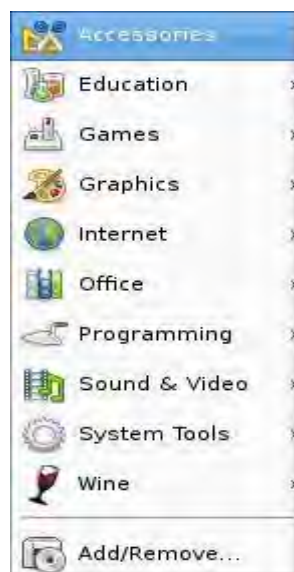 Accessories
Education
Games
Graphics
Internet
Office
Programming
Sound & Video
System Tools
Wine
Add/Remove...